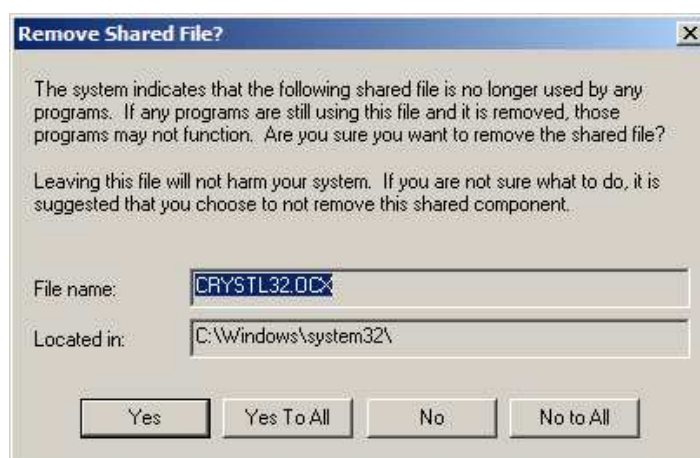 Remove Shared File?
The system indicates that the following shared file is no longer used by any
programs. If any programs are still using this file and it is removed, those
programs may not function. Are you sure you want to remove the shared file?
Leaving this file will not harm your system. If you are not sure what to do, it is
suggested that you choose to not remove this shared component.
File name: CRYSTL32.OCX
Located in: C:\Windows\system32\
Yes Yes To All No No to All